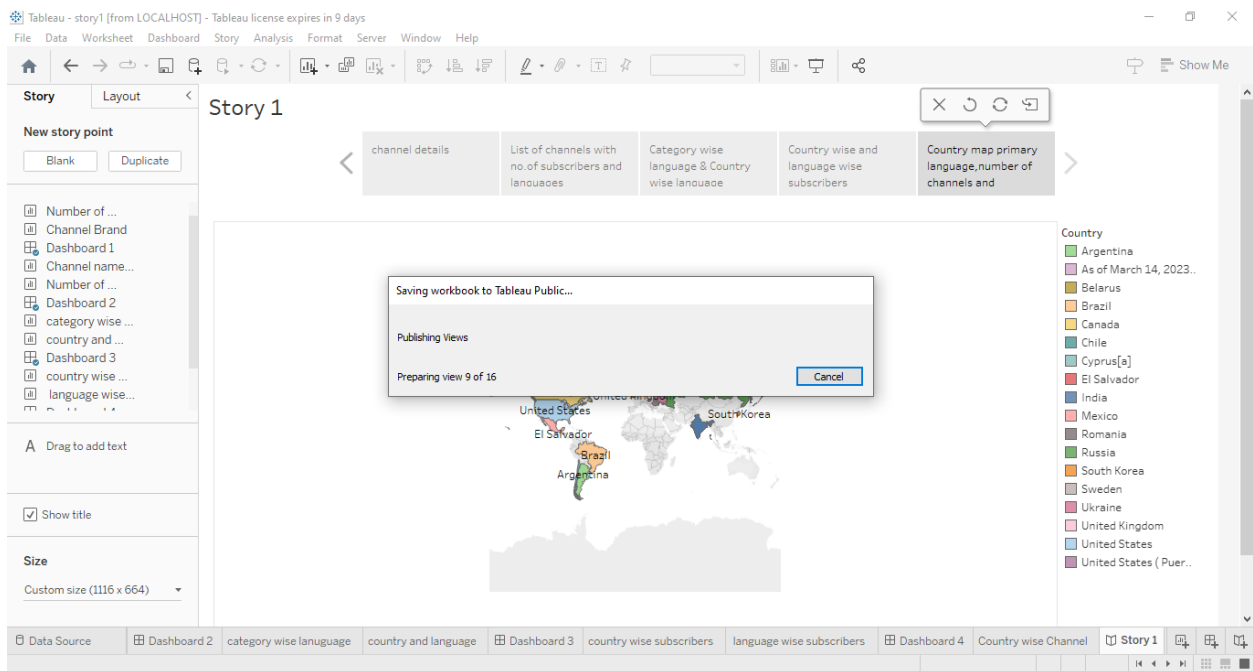 Tableau - story1 [from LOCALHOST] - Tableau license expires in 9 days
File Data Worksheet Dashboard Story Analysis Format Server Window Help
Show Me
Story Layout
New story point
Blank Duplicate
Number of ...
Channel Brand
Dashboard 1
Channel name...
Number of ...
Dashboard 2
category wise ...
country and ...
Dashboard 3
country wise ...
language wise...
A Drag to add text
Show title
Size
Custom size (1116 x 664)
Story 1
channel details
List of channels with
no.of subscribers and
languages
Category wise
language & Country
wise language
Country wise and
language wise
subscribers
Country map primary
language,number of
channels and
Saving workbook to Tableau Public...
Publishing Views
Preparing view 9 of 16
Cancel
United States
El Salvador
Brazil
Argentina
South Korea
Country
Argentina
As of March 14, 2023..
Belarus
Brazil
Canada
Chile
Cyprus[a]
El Salvador
India
Mexico
Romania
Russia
South Korea
Sweden
Ukraine
United Kingdom
United States
United States ( Puer..
Data Source Dashboard 2 category wise lanuguage country and language Dashboard 3 country wise subscribers language wise subscribers Dashboard 4 Country wise Channel Story 1